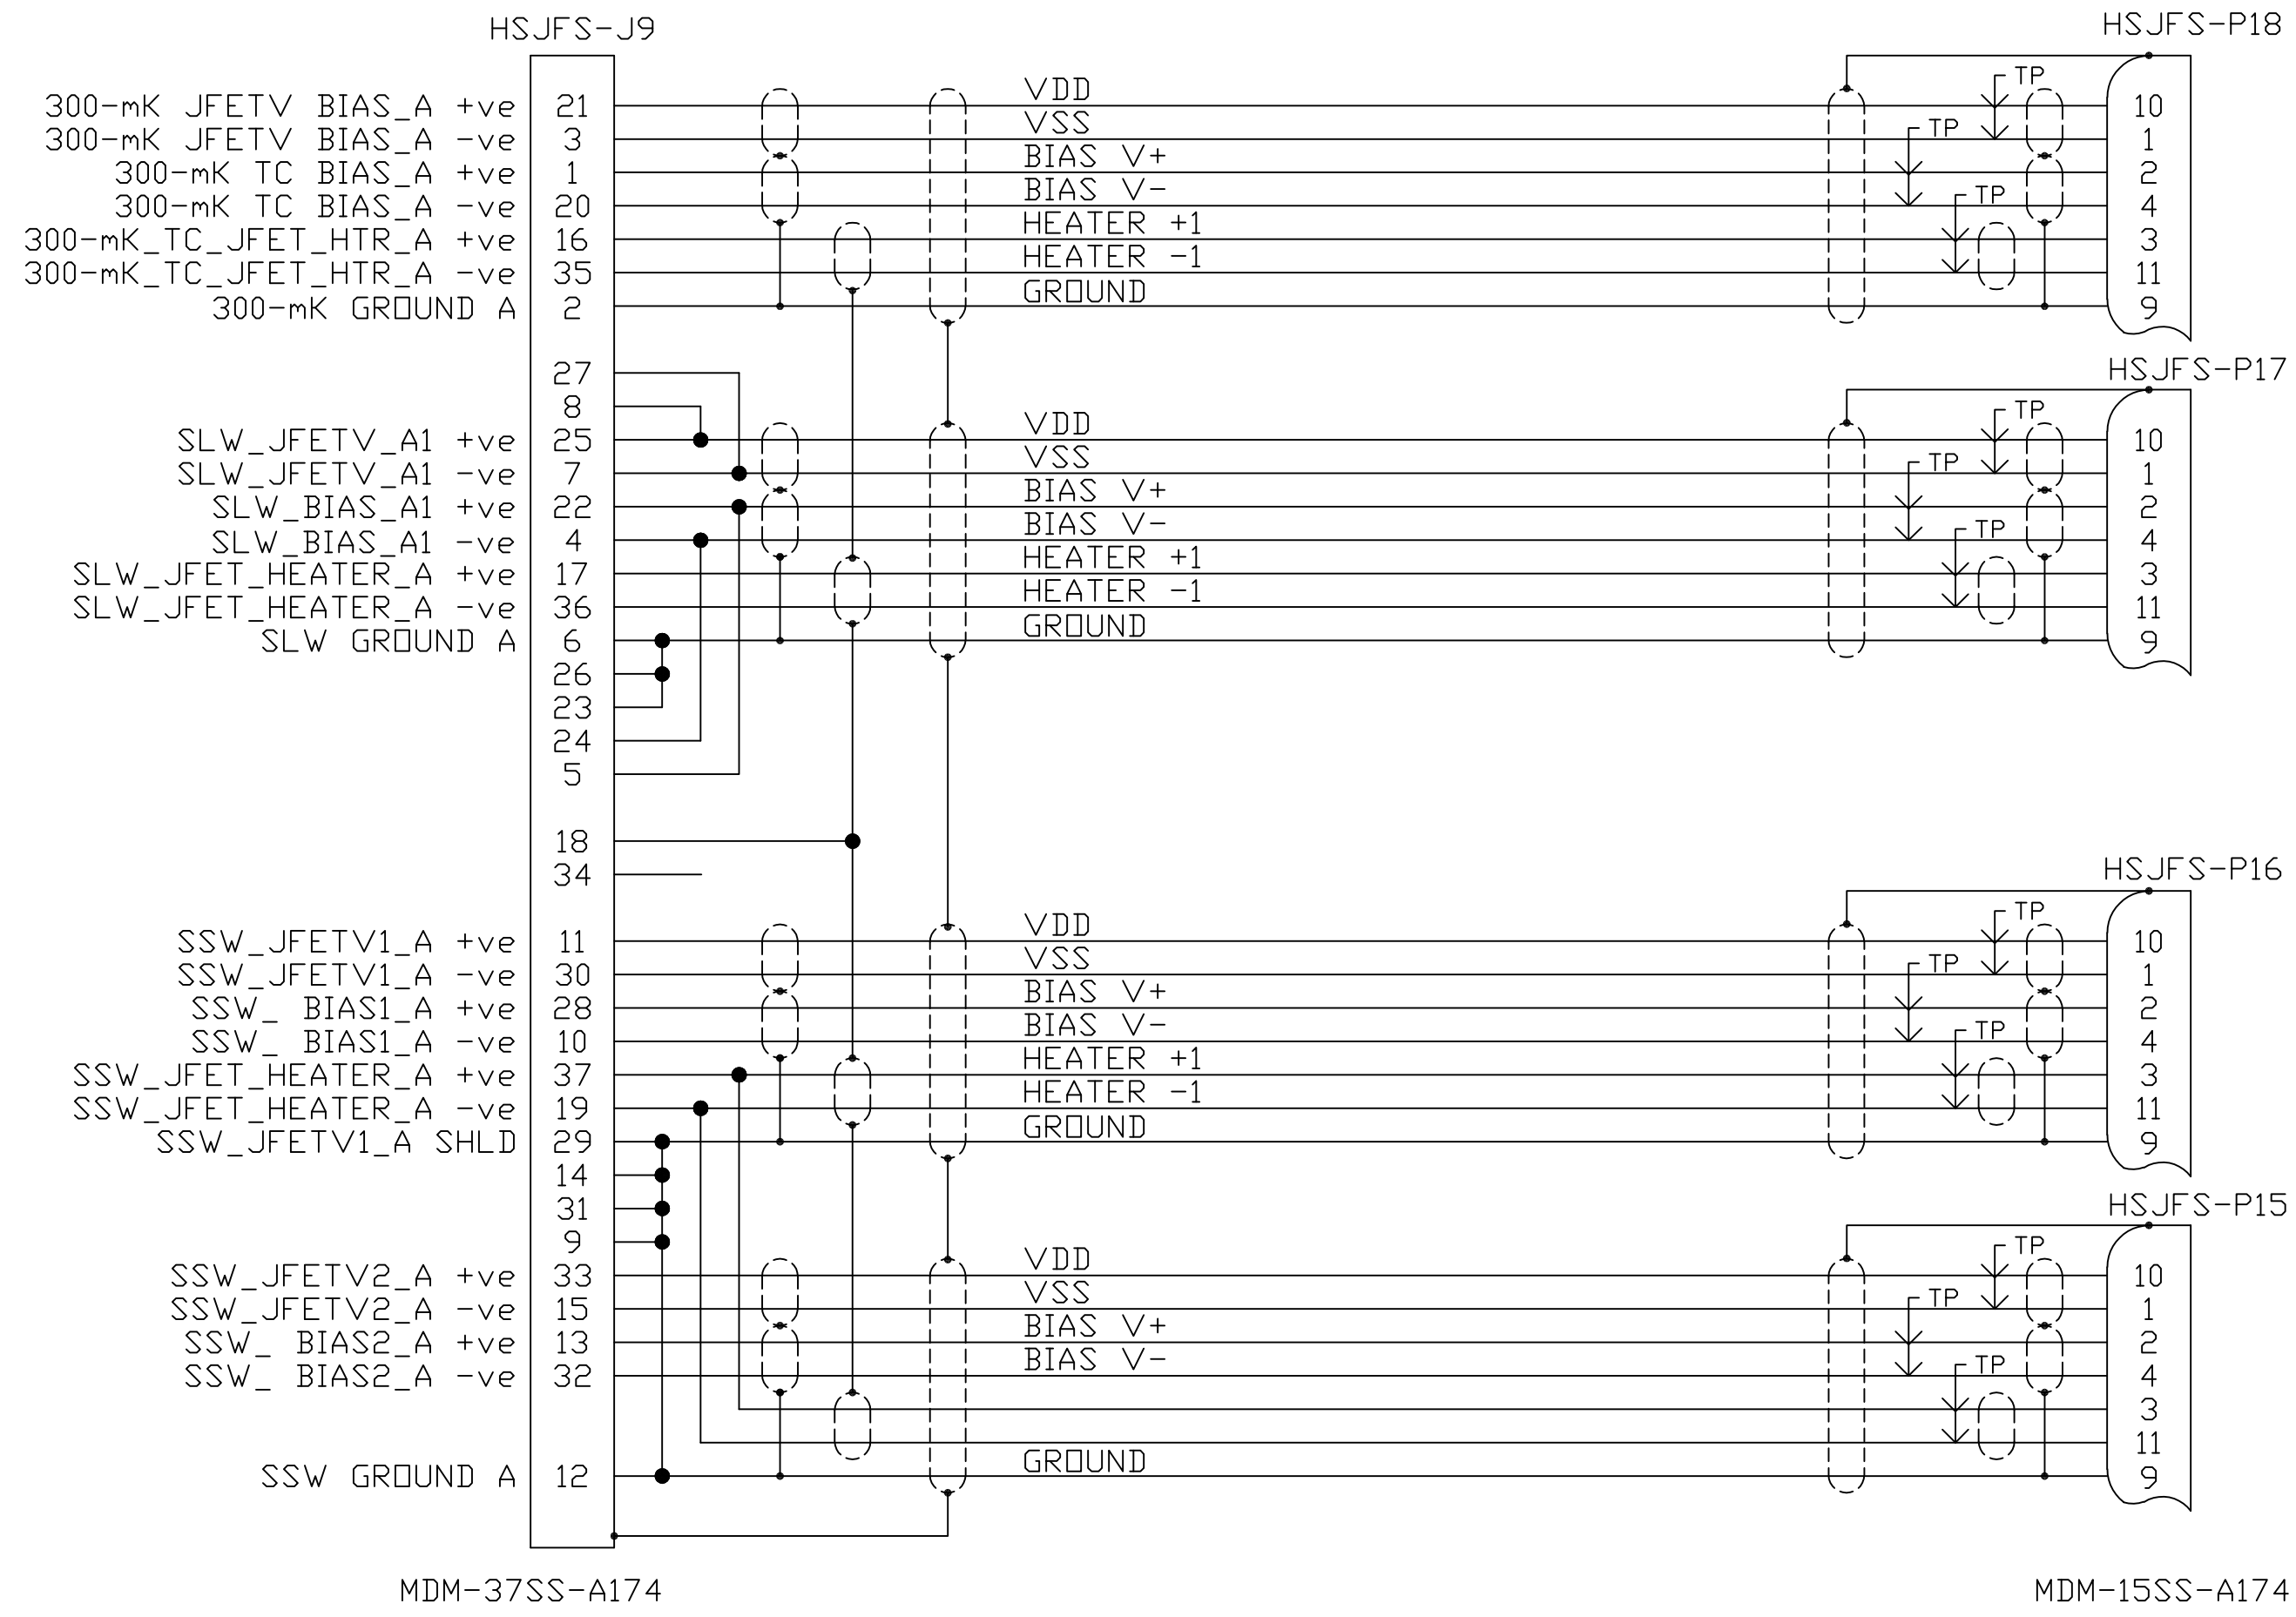 HSJFS-J9 HSJFS-P18
VDD TP
300-mK JFETV BIAS_A +ve 21 10
VSS TP
300-mK JFETV BIAS_A -ve 3 1
BIAS V+
300-mK TC BIAS_A +ve 1 2
BIAS V- TP
300-mK TC BIAS_A -ve 20 4
HEATER +1
300-mK_TC_JFET_HTR_A +ve 16 3
HEATER -1
300-mK_TC_JFET_HTR_A -ve 35 11
GROUND
300-mK GROUND A 2 9
27 HSJFS-P17
8
VDD TP
SLW_JFETV_A1 +ve 25 10
VSS TP
SLW_JFETV_A1 -ve 7 1
BIAS V+
SLW_BIAS_A1 +ve 22 2
BIAS V- TP
SLW_BIAS_A1 -ve 4 4
HEATER +1
SLW_JFET_HEATER_A +ve 17 3
HEATER -1
SLW_JFET_HEATER_A -ve 36 11
GROUND
SLW GROUND A 6 9
26
23
24
5
18
34 HSJFS-P16
VDD TP
SSW_JFETV1_A +ve 11 10
VSS TP
SSW_JFETV1_A -ve 30 1
BIAS V+
SSW_ BIAS1_A +ve 28 2
BIAS V- TP
SSW_ BIAS1_A -ve 10 4
HEATER +1
SSW_JFET_HEATER_A +ve 37 3
HEATER -1
SSW_JFET_HEATER_A -ve 19 11
GROUND
SSW_JFETV1_A SHLD 29 9
14
31 HSJFS-P15
9
VDD TP
SSW_JFETV2_A +ve 33 10
VSS TP
SSW_JFETV2_A -ve 15 1
BIAS V+
SSW_ BIAS2_A +ve 13 2
BIAS V- TP
SSW_ BIAS2_A -ve 32 4
3
11
GROUND
SSW GROUND A 12 9
MDM-37SS-A174 MDM-15SS-A174